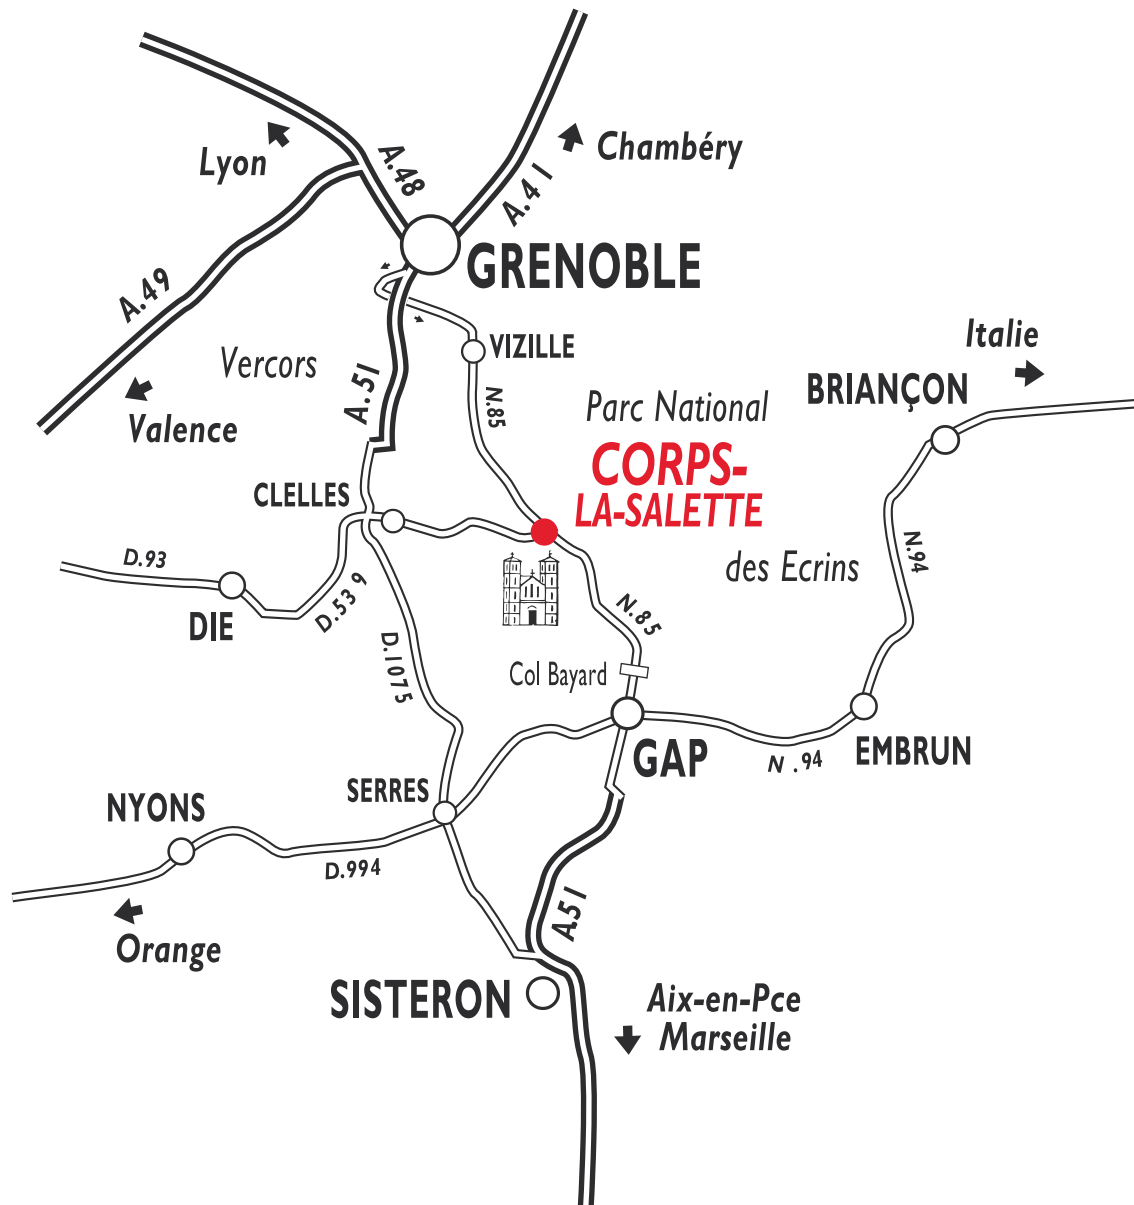 Lyon
A.48
A.41
Chambéry
GRENOBLE
A.49
Valence
Vercors
A.51
VIZILLE
N.85
Italie
BRIANÇON
Parc National
CORPS-
LA-SALETTE
des Ecrins
CLELLES
D.93
DIE
D.539
D.1075
N.85
N.94
Col Bayard
GAP
N .94
EMBRUN
SERRES
NYONS
D.994
Orange
A51
SISTERON
Aix-en-Pce
Marseille